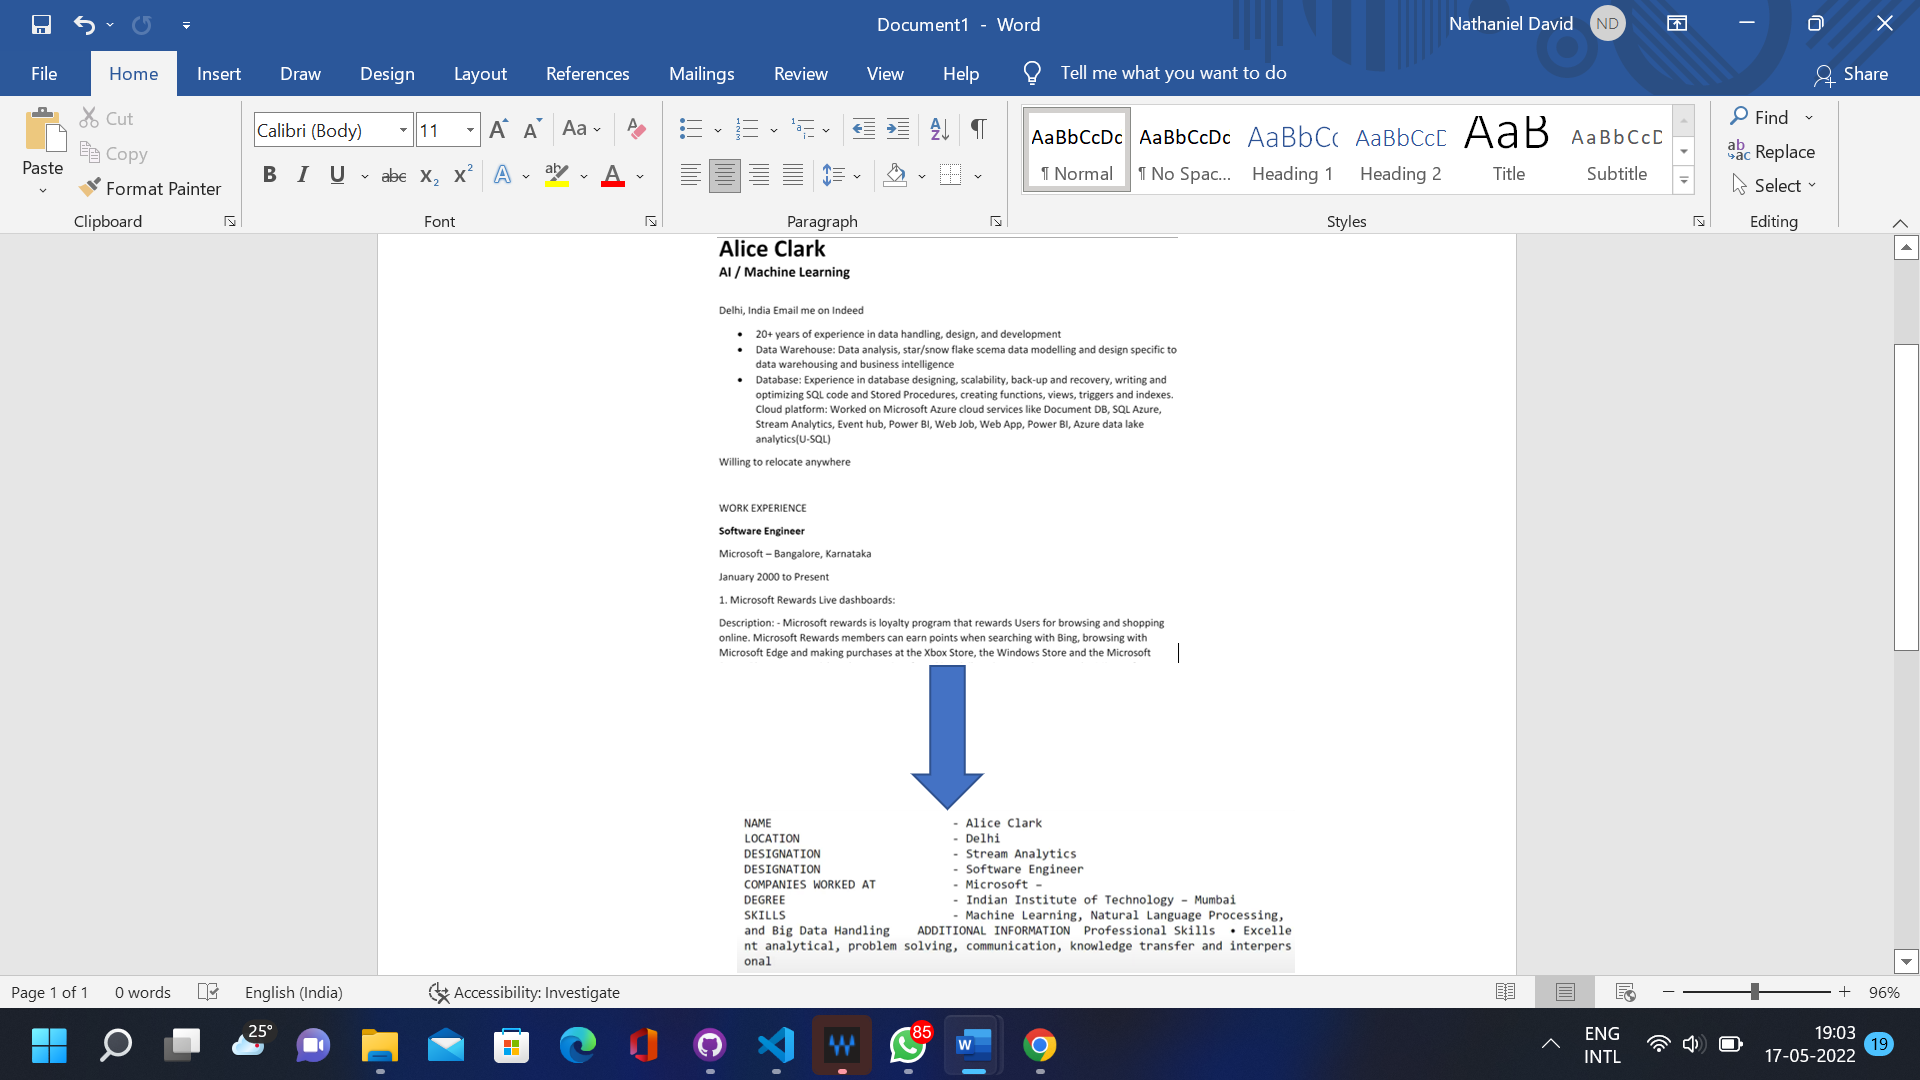 Document1 - Word
Nathaniel David ND
File Home Insert Draw Design Layout References Mailings Review View Help Tell me what you want to do Share
Paste
Cut
Copy
Format Painter
Clipboard
Calibri (Body) 11
Aa
B I U abc X₂ X² A ab A
Font
Paragraph
AaBbCcDc AaBbCcDc AaBbCc AaBbCcD AaB AaBbCcD
¶ Normal ¶ No Spac... Heading 1 Heading 2 Title Subtitle
Styles
Find
Replace
Select
Editing
Alice Clark
AI / Machine Learning
Delhi, India Email me on Indeed
• 20+ years of experience in data handling, design, and development
• Data Warehouse: Data analysis, star/snow flake scema data modelling and design specific to
data warehousing and business intelligence
• Database: Experience in database designing, scalability, back-up and recovery, writing and
optimizing SQL code and Stored Procedures, creating functions, views, triggers and indexes.
Cloud platform: Worked on Microsoft Azure cloud services like Document DB, SQL Azure,
Stream Analytics, Event hub, Power BI, Web Job, Web App, Power BI, Azure data lake
analytics(U-SQL)
Willing to relocate anywhere
WORK EXPERIENCE
Software Engineer
Microsoft – Bangalore, Karnataka
January 2000 to Present
1. Microsoft Rewards Live dashboards:
Description: - Microsoft rewards is loyalty program that rewards Users for browsing and shopping
online. Microsoft Rewards members can earn points when searching with Bing, browsing with
Microsoft Edge and making purchases at the Xbox Store, the Windows Store and the Microsoft
NAME - Alice Clark
LOCATION - Delhi
DESIGNATION - Stream Analytics
DESIGNATION - Software Engineer
COMPANIES WORKED AT - Microsoft –
DEGREE - Indian Institute of Technology – Mumbai
SKILLS - Machine Learning, Natural Language Processing,
and Big Data Handling ADDITIONAL INFORMATION Professional Skills • Excelle
nt analytical, problem solving, communication, knowledge transfer and interpers
onal
Page 1 of 1 0 words English (India) Accessibility: Investigate 96%
25° 85 ENG 19:03
INTL 17-05-2022 19